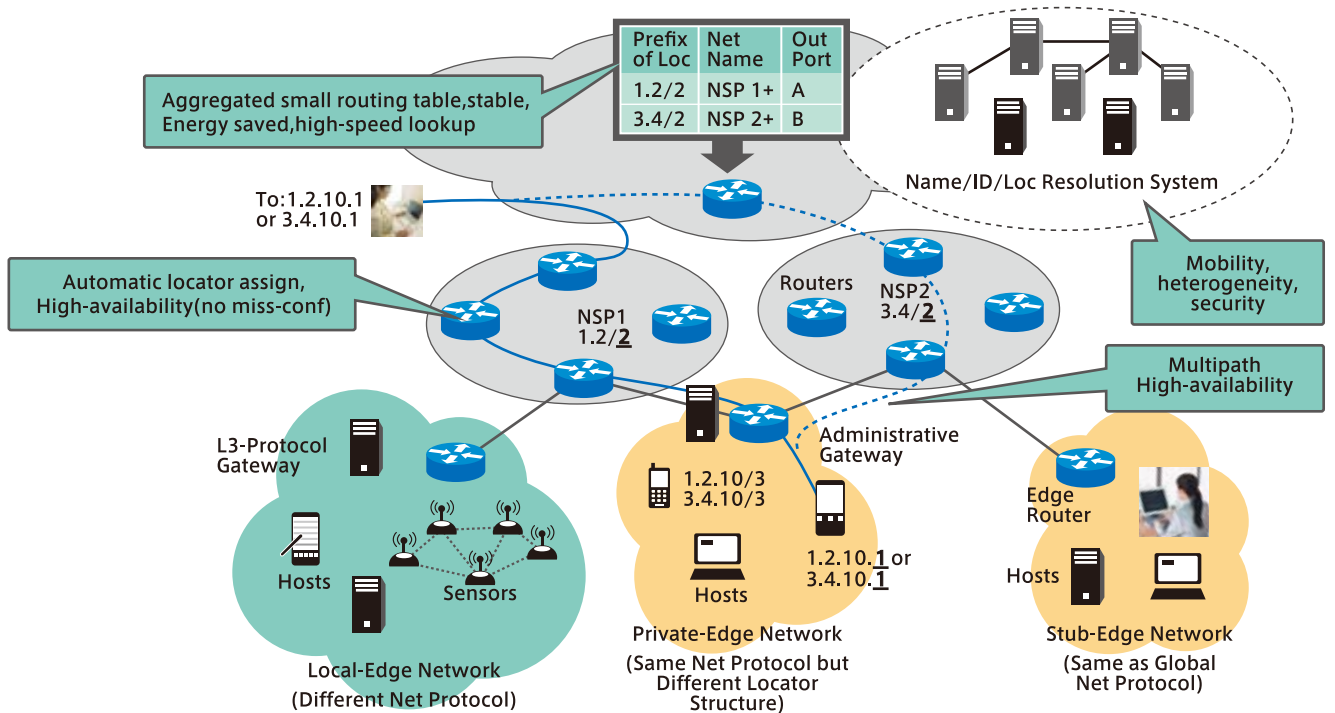 Prefix of Loc Net Name Out Port
1.2/2 NSP 1+ A
3.4/2 NSP 2+ B
Aggregated small routing table,stable,
Energy saved,high-speed lookup
Name/ID/Loc Resolution System
To:1.2.10.1
or 3.4.10.1
Automatic locator assign,
High-availability(no miss-conf)
Mobility,
heterogeneity,
security
NSP1
1.2/2
Routers
NSP2
3.4/2
Multipath
High-availability
L3-Protocol
Gateway
Hosts
Sensors
Local-Edge Network
(Different Net Protocol)
Administrative
Gateway
1.2.10/3
3.4.10/3
1.2.10.1 or
3.4.10.1
Hosts
Private-Edge Network
(Same Net Protocol but
Different Locator
Structure)
Edge
Router
Hosts
Stub-Edge Network
(Same as Global
Net Protocol)